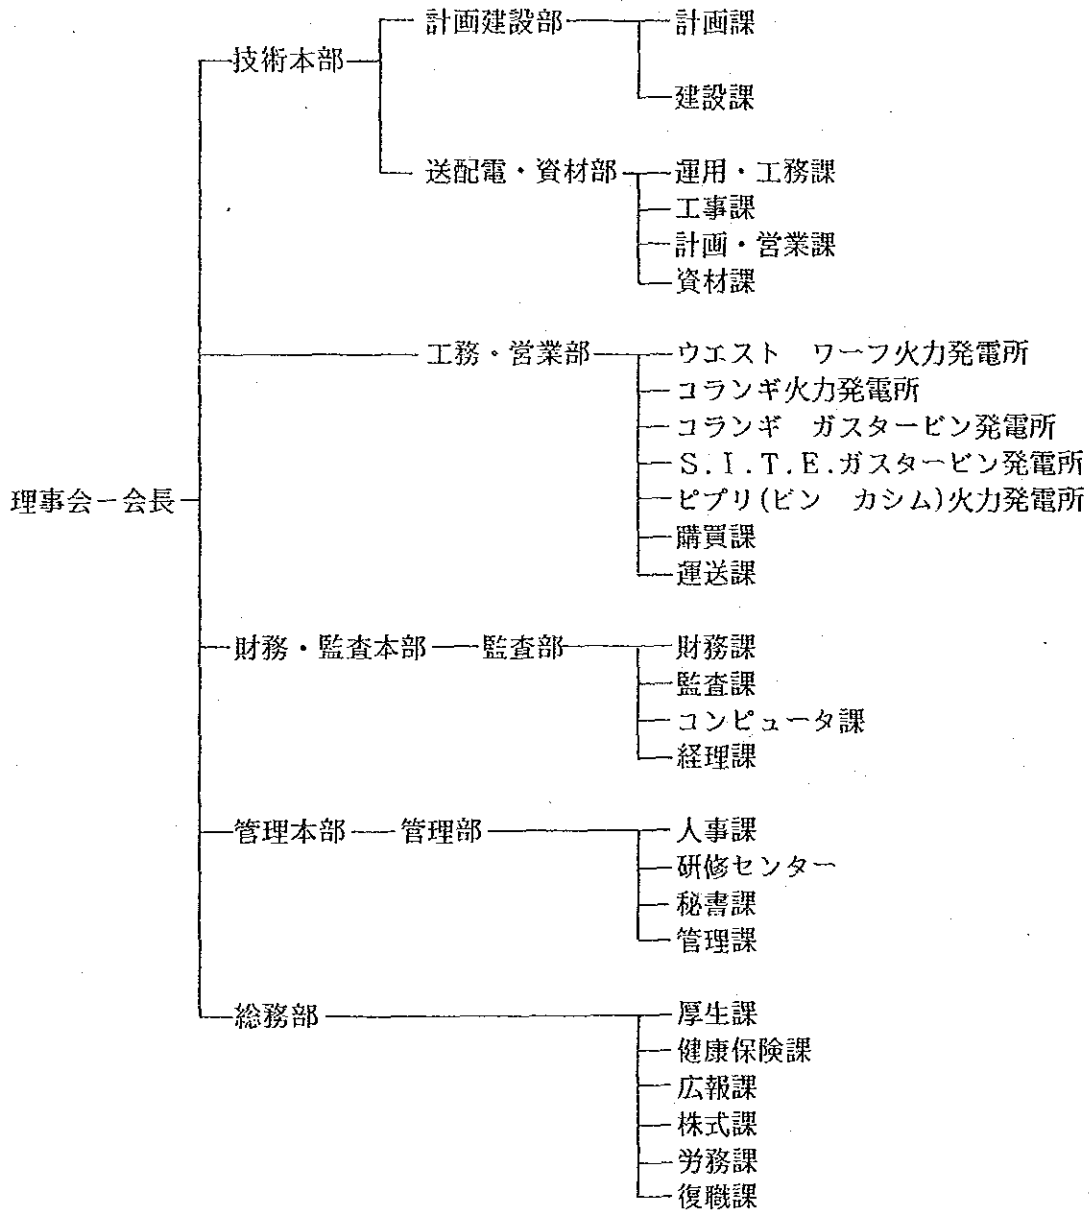 計画建設部 計画課
技術本部
建設課
送配電・資材部 運用・工務課
工事課
計画・営業課
資材課
工務・営業部 ウエスト ワーフ火力発電所
コランギ火力発電所
コランギ ガスタービン発電所
S.I.T.E.ガスタービン発電所
理事会－会長 ピプリ(ビン カシム)火力発電所
購買課
運送課
財務・監査本部 監査部 財務課
監査課
コンピュータ課
経理課
管理本部 管理部 人事課
研修センター
秘書課
管理課
総務部 厚生課
健康保険課
広報課
株式課
労務課
復職課